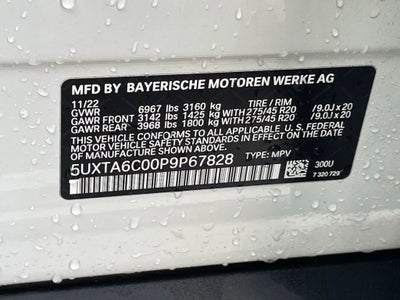 MFD BY BAYERISCHE MOTOREN WERKE AG
11/22
GVWR 6967 lbs 3160 kg TIRE / RIM
GAWR FRONT 3142 lbs 1425 kg WITH 275/45 R20 /9.0J x 20
GAWR REAR 3968 lbs 1800 kg WITH 275/45 R20 /9.0J x 20
THIS VEHICLE CONFORMS TO ALL APPLICABLE U.S. FEDERAL
MOTOR VEHICLE SAFETY STANDARDS IN EFFECT
ON THE DATE OF MANUFACTURE SHOWN ABOVE.
5UXTA6C00P9P67828 TYPE: MPV
300U
7 320 729